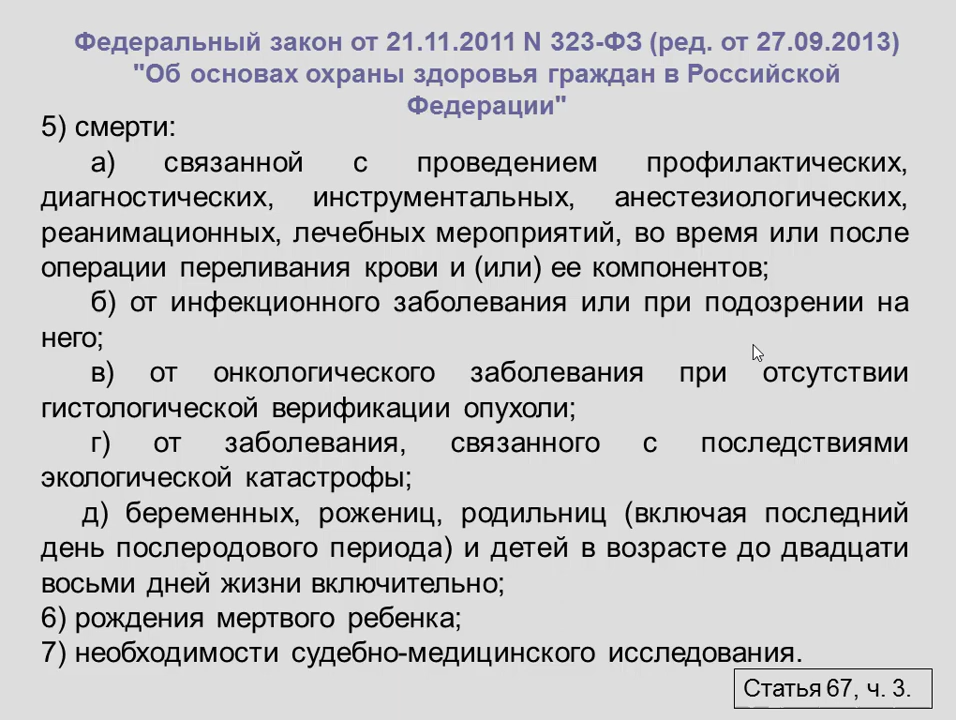 Федеральный закон от 21.11.2011 N 323-ФЗ (ред. от 27.09.2013)
"Об основах охраны здоровья граждан в Российской
Федерации"
5) смерти:
а) связанной с проведением профилактических,
диагностических, инструментальных, анестезиологических,
реанимационных, лечебных мероприятий, во время или после
операции переливания крови и (или) ее компонентов;
б) от инфекционного заболевания или при подозрении на
него;
в) от онкологического заболевания при отсутствии
гистологической верификации опухоли;
г) от заболевания, связанного с последствиями
экологической катастрофы;
д) беременных, рожениц, родильниц (включая последний
день послеродового периода) и детей в возрасте до двадцати
восьми дней жизни включительно;
6) рождения мертвого ребенка;
7) необходимости судебно-медицинского исследования.
Статья 67, ч. 3.